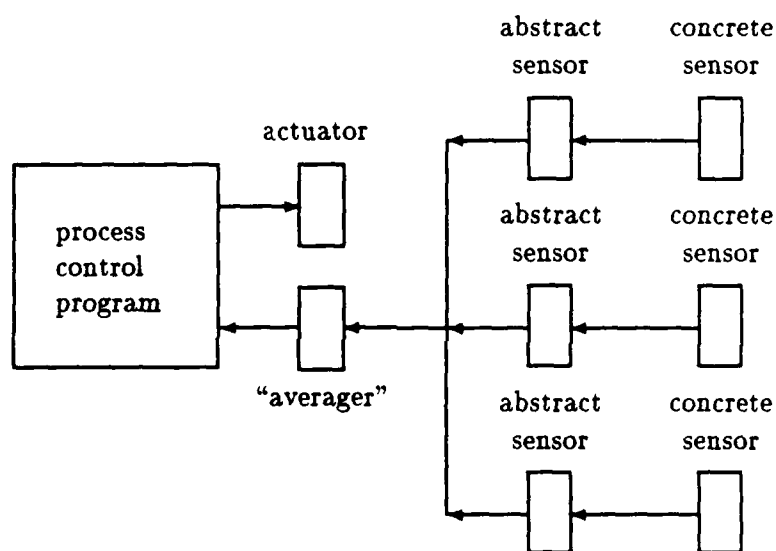 abstract
sensor
concrete
sensor
actuator
process
control
program
abstract
sensor
concrete
sensor
“averager”
abstract
sensor
concrete
sensor